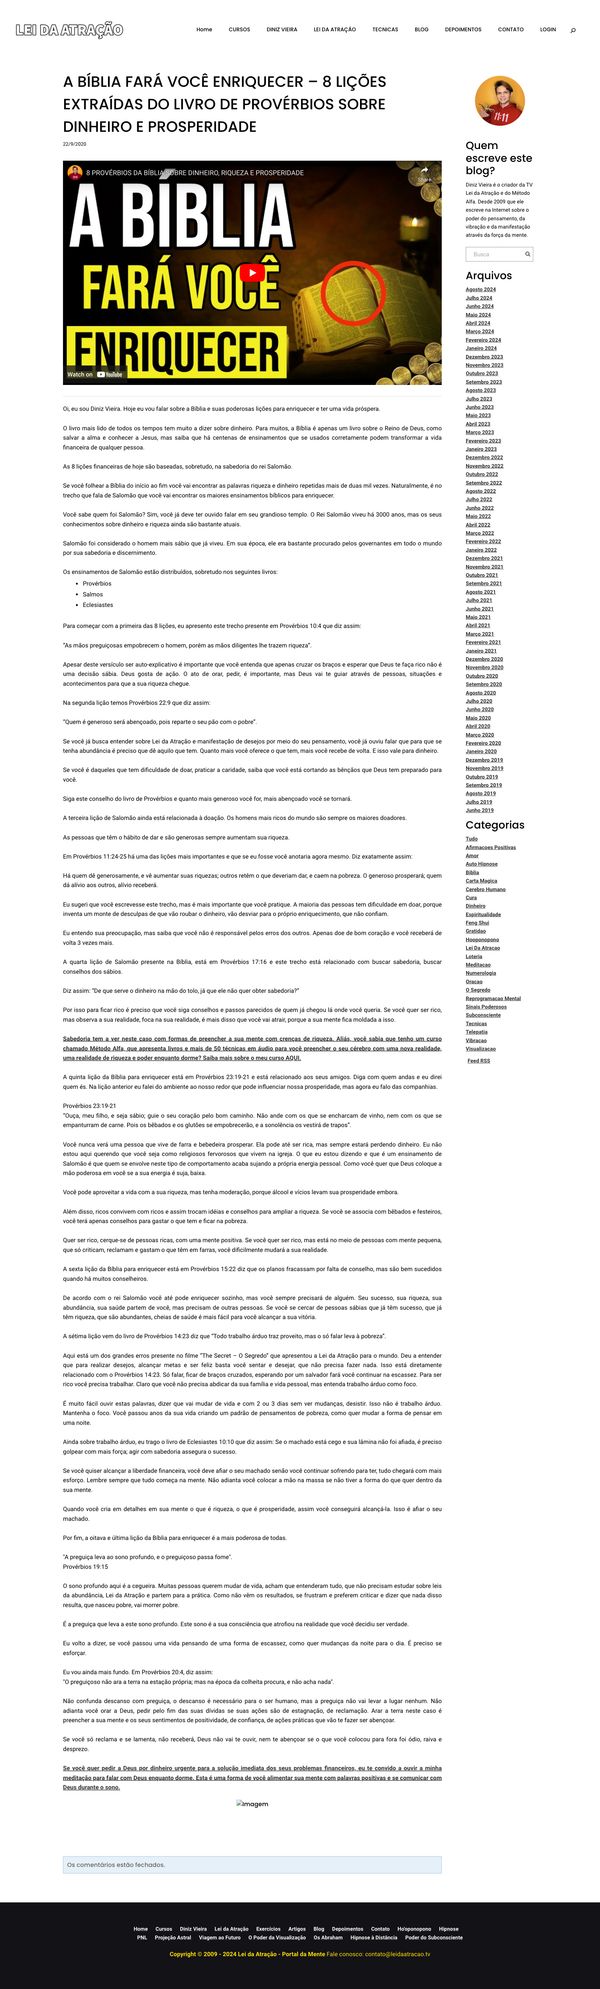 LEI DA ATRAÇÃO
Home CURSOS DINIZ VIEIRA LEI DA ATRAÇÃO TECNICAS BLOG DEPOIMENTOS CONTATO LOGIN
A BÍBLIA FARÁ VOCÊ ENRIQUECER – 8 LIÇÕES
EXTRAÍDAS DO LIVRO DE PROVÉRBIOS SOBRE
DINHEIRO E PROSPERIDADE
22/9/2020
8 PROVÉRBIOS DA BÍBLIA SOBRE DINHEIRO, RIQUEZA E PROSPERIDADE
Share
A BÍBLIA
FARÁ VOCÊ
ENRIQUECER
Watch on YouTube
Oi, eu sou Diniz Vieira. Hoje eu vou falar sobre a Bíblia e suas poderosas lições para enriquecer e ter uma vida próspera.
O livro mais lido de todos os tempos tem muito a dizer sobre dinheiro. Para muitos, a Bíblia é apenas um livro sobre o Reino de Deus, como
salvar a alma e conhecer a Jesus, mas saiba que há centenas de ensinamentos que se usados corretamente podem transformar a vida
financeira de qualquer pessoa.
As 8 lições financeiras de hoje são baseadas, sobretudo, na sabedoria do rei Salomão.
Se você folhear a Bíblia do início ao fim você vai encontrar as palavras riqueza e dinheiro repetidas mais de duas mil vezes. Naturalmente, é no
trecho que fala de Salomão que você vai encontrar os maiores ensinamentos bíblicos para enriquecer.
Você sabe quem foi Salomão? Sim, você já deve ter ouvido falar em seu grandioso templo. O Rei Salomão viveu há 3000 anos, mas os seus
conhecimentos sobre dinheiro e riqueza ainda são bastante atuais.
Salomão foi considerado o homem mais sábio que já viveu. Em sua época, ele era bastante procurado pelos governantes em todo o mundo
por sua sabedoria e discernimento.
Os ensinamentos de Salomão estão distribuídos, sobretudo nos seguintes livros:
• Provérbios
• Salmos
• Eclesiastes
Para começar com a primeira das 8 lições, eu apresento este trecho presente em Provérbios 10:4 que diz assim:
"As mãos preguiçosas empobrecem o homem, porém as mãos diligentes lhe trazem riqueza".
Apesar deste versículo ser auto-explicativo é importante que você entenda que apenas cruzar os braços e esperar que Deus te faça rico não é
uma decisão sábia. Deus gosta de ação. O ato de orar, pedir, é importante, mas Deus vai te guiar através de pessoas, situações e
acontecimentos para que a sua riqueza chegue.
Na segunda lição temos Provérbios 22.9 que diz assim:
"Quem é generoso será abençoado, pois reparte o seu pão com o pobre".
Se você já busca entender sobre Lei da Atração e manifestação de desejos por meio do seu pensamento, você já ouviu falar que para que se
tenha abundância é preciso que dê aquilo que tem. Quanto mais você oferece o que tem, mais você recebe de volta. E isso vale para dinheiro.
Se você é daqueles que tem dificuldade de doar, praticar a caridade, saiba que você está cortando as bênçãos que Deus tem preparado para
você.
Siga este conselho do livro de Provérbios e quanto mais generoso você for, mais abençoado você se tornará.
A terceira lição de Salomão ainda está relacionada à doação. Os homens mais ricos do mundo são sempre os maiores doadores.
As pessoas que têm o hábito de dar e são generosas sempre aumentam sua riqueza.
Em Provérbios 11:24-25 há uma das lições mais importantes e que se eu fosse você anotaria agora mesmo. Diz exatamente assim:
Há quem dê generosamente, e vê aumentar suas riquezas; outros retêm o que deveriam dar, e caem na pobreza. O generoso prosperará; quem
dá alívio aos outros, alívio receberá.
Eu sugeri que você escrevesse este trecho, mas é mais importante que você pratique. A maioria das pessoas tem dificuldade em doar, porque
inventa um monte de desculpas de que vão roubar o dinheiro, vão desviar para o próprio enriquecimento, que não confiam.
Eu entendo sua preocupação, mas saiba que você não é responsável pelos erros dos outros. Apenas doe de bom coração e você receberá de
volta 3 vezes mais.
A quarta lição de Salomão presente na Bíblia, está em Provérbios 17:16 e este trecho está relacionado com buscar sabedoria, buscar
conselhos dos sábios.
Diz assim: "De que serve o dinheiro na mão do tolo, já que ele não quer obter sabedoria?"
Por isso para ficar rico é preciso que você siga conselhos e passos parecidos de quem já chegou lá onde você queria. Se você quer ser rico,
mas observa a sua realidade, foca na sua realidade, é mais disso que você vai atrair, porque a sua mente fica moldada a isso.
Sabedoria tem a ver neste caso com formas de preencher a sua mente com crenças de riqueza. Aliás, você sabia que tenho um curso
chamado Método Alfa, que apresenta livros e mais de 50 técnicas em áudio para você preencher o seu cérebro com uma nova realidade,
uma realidade de riqueza e poder enquanto dorme? Saiba mais sobre o meu curso AQUI.
A quinta lição da Bíblia para enriquecer está em Provérbios 23:19-21 e está relacionado aos seus amigos. Diga com quem andas e eu direi
quem és. Na lição anterior eu falei do ambiente ao nosso redor que pode influenciar nossa prosperidade, mas agora eu falo das companhias.
Provérbios 23:19-21
"Ouça, meu filho, e seja sábio; guie o seu coração pelo bom caminho. Não ande com os que se encharcam de vinho, nem com os que se
empanturram de carne. Pois os bêbados e os glutões se empobrecerão, e a sonolência os vestirá de trapos".
Você nunca verá uma pessoa que vive de farra e bebedeira prosperar. Ela pode até ser rica, mas sempre estará perdendo dinheiro. Eu não
estou aqui querendo que você seja como religiosos fervorosos que vivem na igreja. O que eu estou dizendo e que é um ensinamento de
Salomão é que quem se envolve neste tipo de comportamento acaba sujando a própria energia pessoal. Como você quer que Deus coloque a
mão poderosa em você se a sua energia é suja, baixa.
Você pode aproveitar a vida com a sua riqueza, mas tenha moderação, porque álcool e vícios levam sua prosperidade embora.
Além disso, ricos convivem com ricos e assim trocam idéias e conselhos para ampliar a riqueza. Se você se associa com bêbados e festeiros,
você terá apenas conselhos para gastar o que tem e ficar na pobreza.
Quer ser rico, cerque-se de pessoas ricas, com uma mente positiva. Se você quer ser rico, mas está no meio de pessoas com mente pequena,
que só criticam, reclamam e gastam o que têm em farras, você dificilmente mudará a sua realidade.
A sexta lição da Bíblia para enriquecer está em Provérbios 15:22 diz que os planos fracassam por falta de conselho, mas são bem sucedidos
quando há muitos conselheiros.
De acordo com o rei Salomão você até pode enriquecer sozinho, mas você sempre precisará de alguém. Seu sucesso, sua riqueza, sua
abundância, sua saúde partem de você, mas precisam de outras pessoas. Se você se cercar de pessoas sábias que já têm sucesso, que já
têm riqueza, que são abundantes, cheias de saúde é mais fácil para você alcançar a sua vitória.
A sétima lição vem do livro de Provérbios 14:23 diz que "Todo trabalho árduo traz proveito, mas o só falar leva à pobreza".
Aqui está um dos grandes erros presente no filme "The Secret – O Segredo" que apresentou a Lei da Atração para o mundo. Deu a entender
que para realizar desejos, alcançar metas e ser feliz basta você sentar e desejar, que não precisa fazer nada. Isso está diretamente
relacionado com o Provérbios 14:23. Só falar, ficar de braços cruzados, esperando por um salvador fará você continuar na escassez. Para ser
rico você precisa trabalhar. Claro que você não precisa abdicar da sua família e vida pessoal, mas entenda trabalho árduo como foco.
É muito fácil ouvir estas palavras, dizer que vai mudar de vida e com 2 ou 3 dias sem ver mudanças, desistir. Isso não é trabalho árduo.
Mantenha o foco. Você passou anos da sua vida criando um padrão de pensamentos de pobreza, como quer mudar a forma de pensar em
uma noite.
Ainda sobre trabalho árduo, eu trago o livro de Eclesiastes 10:10 que diz assim: Se o machado está cego e sua lâmina não foi afiada, é preciso
golpear com mais força; agir com sabedoria assegura o sucesso.
Se você quiser alcançar a liberdade financeira, você deve afiar o seu machado senão você continuar sofrendo para ter, tudo chegará com mais
esforço. Lembre sempre que tudo começa na mente. Não adianta você colocar a mão na massa se não tiver a forma do que quer dentro da
sua mente.
Quando você cria em detalhes em sua mente o que é riqueza, o que é prosperidade, assim você conseguirá alcançá-la. Isso é afiar o seu
machado.
Por fim, a oitava e última lição da Bíblia para enriquecer é a mais poderosa de todas.
"A preguiça leva ao sono profundo, e o preguiçoso passa fome".
Provérbios 19:15
O sono profundo aqui é a cegueira. Muitas pessoas querem mudar de vida, acham que entenderam tudo, que não precisam estudar sobre leis
da abundância, Lei da Atração e partem para a prática. Como não vêm os resultados, se frustram e preferem criticar e dizer que nada disso
resulta, que nasceu pobre, vai morrer pobre.
É a preguiça que leva a este sono profundo. Este sono é a sua consciência que atrofiou na realidade que você decidiu ser verdade.
Eu volto a dizer, se você passou uma vida pensando de uma forma de escassez, como quer mudanças da noite para o dia. É preciso se
esforçar.
Eu vou ainda mais fundo. Em Provérbios 20:4, diz assim:
"O preguiçoso não ara a terra na estação própria; mas na época da colheita procura, e não acha nada".
Não confunda descanso com preguiça, o descanso é necessário para o ser humano, mas a preguiça não vai levar a lugar nenhum. Não
adianta você orar a Deus, pedir pelo fim das suas dívidas se suas ações são de estagnação, de reclamação. Arar a terra neste caso é
preencher a sua mente e os seus sentimentos de positividade, de confiança, de ações práticas que vão te fazer ser abençoar.
Se você só reclama e se lamenta, não receberá, Deus não vai te ouvir, nem te abençoar se o que você colocou para fora foi ódio, raiva e
desprezo.
Se você quer pedir a Deus por dinheiro urgente para a solução imediata dos seus problemas financeiros, eu te convido a ouvir a minha
meditação para falar com Deus enquanto dorme. Esta é uma forma de você alimentar sua mente com palavras positivas e se comunicar com
Deus durante o sono.
Imagem
Os comentários estão fechados.
11:11
Quem
escreve este
blog?
Diniz Vieira é o criador da TV
Lei da Atração e do Método
Alfa. Desde 2009 que ele
escreve na Internet sobre o
poder do pensamento, da
vibração e da manifestação
através da força da mente.
Busca
Arquivos
Agosto 2024
Julho 2024
Junho 2024
Maio 2024
Abril 2024
Março 2024
Fevereiro 2024
Janeiro 2024
Dezembro 2023
Novembro 2023
Outubro 2023
Setembro 2023
Agosto 2023
Julho 2023
Junho 2023
Maio 2023
Abril 2023
Março 2023
Fevereiro 2023
Janeiro 2023
Dezembro 2022
Novembro 2022
Outubro 2022
Setembro 2022
Agosto 2022
Julho 2022
Junho 2022
Maio 2022
Abril 2022
Março 2022
Fevereiro 2022
Janeiro 2022
Dezembro 2021
Novembro 2021
Outubro 2021
Setembro 2021
Agosto 2021
Julho 2021
Junho 2021
Maio 2021
Abril 2021
Março 2021
Fevereiro 2021
Janeiro 2021
Dezembro 2020
Novembro 2020
Outubro 2020
Setembro 2020
Agosto 2020
Julho 2020
Junho 2020
Maio 2020
Abril 2020
Março 2020
Fevereiro 2020
Janeiro 2020
Dezembro 2019
Novembro 2019
Outubro 2019
Setembro 2019
Agosto 2019
Julho 2019
Junho 2019
Categorias
Tudo
Afirmacoes Positivas
Amor
Auto Hipnose
Bíblia
Carta Magica
Cerebro Humano
Cura
Dinheiro
Espiritualidade
Feng Shui
Gratidao
Hooponopono
Lei Da Atracao
Loteria
Meditacao
Numerologia
Oracao
O Segredo
Reprogramacao Mental
Sinais Poderosos
Subconsciente
Tecnicas
Telepatia
Vibracao
Visualizacao
Feed RSS
Home Cursos Diniz Vieira Lei da Atração Exercícios Artigos Blog Depoimentos Contato Ho'oponopono Hipnose
PNL Projeção Astral Viagem ao Futuro O Poder da Visualização Os Abraham Hipnose à Distância Poder do Subconsciente
Copyright © 2009 - 2024 Lei da Atração - Portal da Mente Fale conosco: contato@leidaatracao.tv